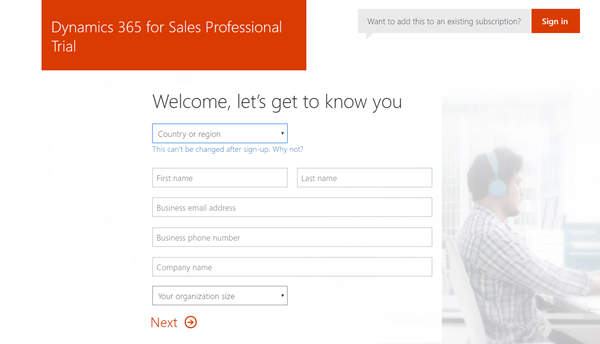 Dynamics 365 for Sales Professional
Trial
Want to add this to an existing subscription?
Sign in
Welcome, let's get to know you
Country or region
This can't be changed after sign-up. Why not?
First name
Last name
Business email address
Business phone number
Company name
Your organization size
Next